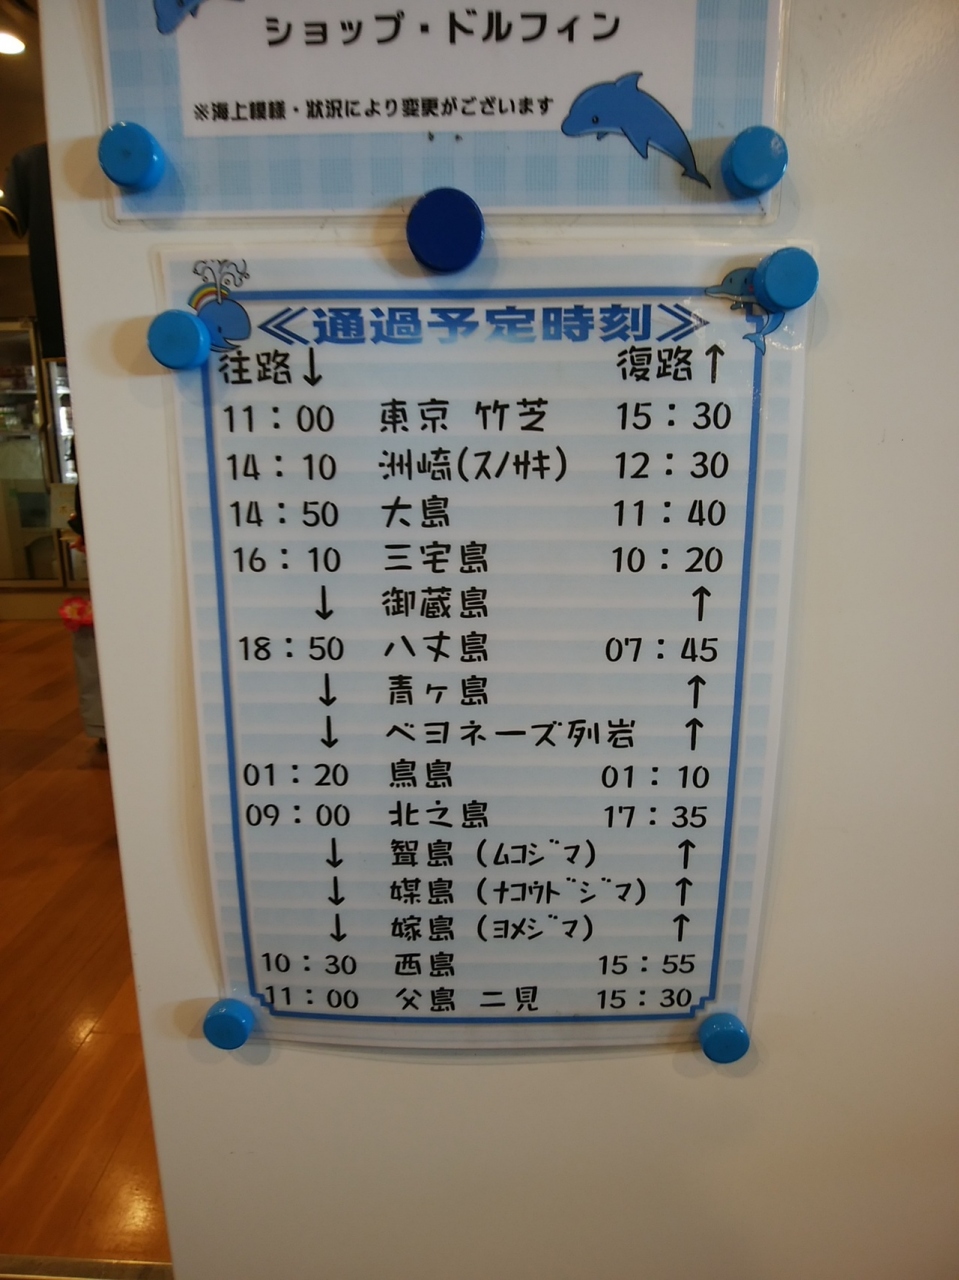 ショップ・ドルフィン
※海上模様・状況により変更がございます
≪通過予定時刻≫
往路↓ 復路↑
11：00 東京 竹芝 15：30
14：10 洲崎(スノサキ) 12：30
14：50 大島 11：40
16：10 三宅島 10：20
↓ 御蔵島 ↑
18：50 八丈島 07：45
↓ 青ヶ島 ↑
↓ ベヨネーズ列岩 ↑
01：20 鳥島 01：10
09：00 北之島 17：35
↓ 聟島 (ムコジマ) ↑
↓ 媒島 (ナコウドジマ) ↑
↓ 嫁島 (ヨメジマ) ↑
10：30 西島 15：55
11：00 父島 二見 15：30